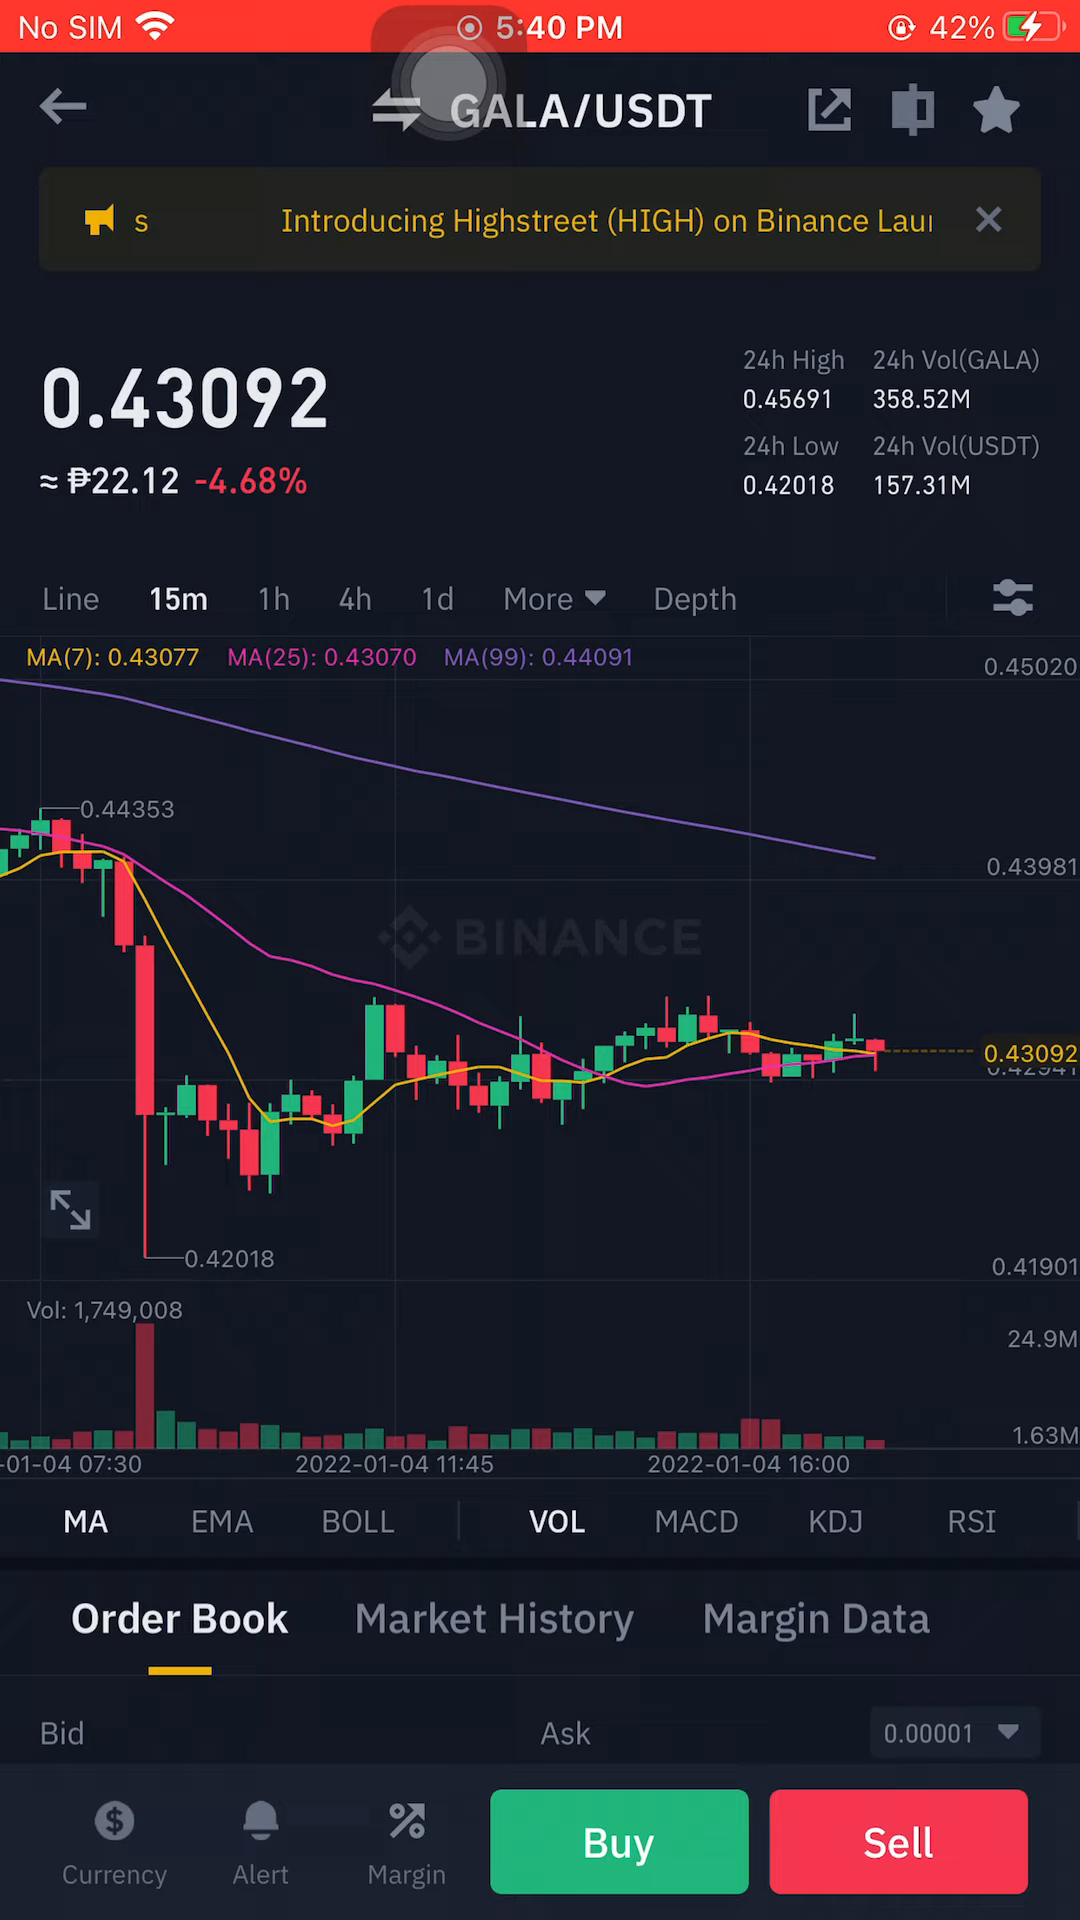 No SIM 5:40 PM 42%
GALA/USDT
s Introducing Highstreet (HIGH) on Binance Lau
0.43092
≈ ₱22.12 -4.68%
24h High 24h Vol(GALA)
0.45691 358.52M
24h Low 24h Vol(USDT)
0.42018 157.31M
Line 15m 1h 4h 1d More Depth
MA(7): 0.43077 MA(25): 0.43070 MA(99): 0.44091
0.45020
0.44353
0.43981
BINANCE
0.43092
0.42941
0.42018
0.41901
Vol: 1,749,008
24.9M
1.63M
-01-04 07:30 2022-01-04 11:45 2022-01-04 16:00
MA EMA BOLL VOL MACD KDJ RSI
Order Book Market History Margin Data
Bid Ask 0.00001
Currency Alert Margin Buy Sell